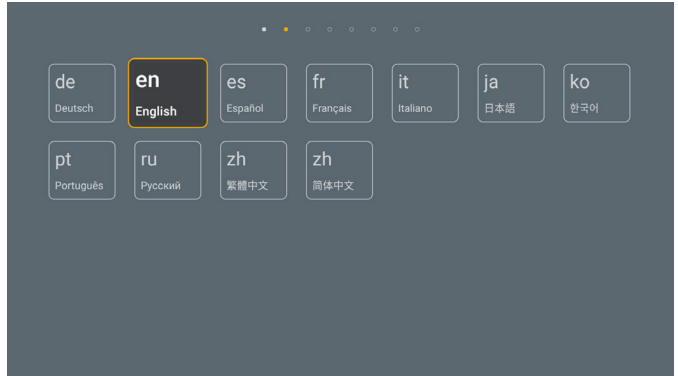 de
Deutsch
en
English
es
Español
fr
Français
it
Italiano
ja
日本語
ko
한국어
pt
Português
ru
Русский
zh
繁體中文
zh
简体中文